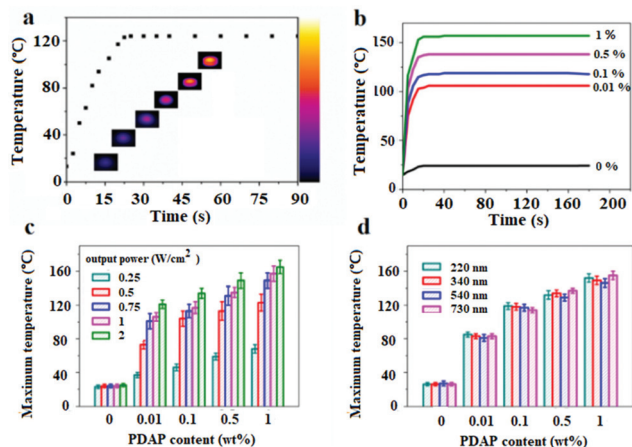 a
Temperature (°C)
120
80
40
0
0 15 30 45 60 75 90
Time (s)
b
Temperature (°C)
160
120
80
40
0
1 %
0.5 %
0.1 %
0.01 %
0 %
0 50 100 150 200
Time (s)
c
Maximum temperature (°C)
output power (W/cm²)
0.25
0.5
0.75
1
2
160
120
80
40
0
0 0.01 0.1 0.5 1
PDAP content (wt%)
d
Maximum temperature (°C)
220 nm
340 nm
540 nm
730 nm
160
120
80
40
0
0 0.01 0.1 0.5 1
PDAP content (wt%)